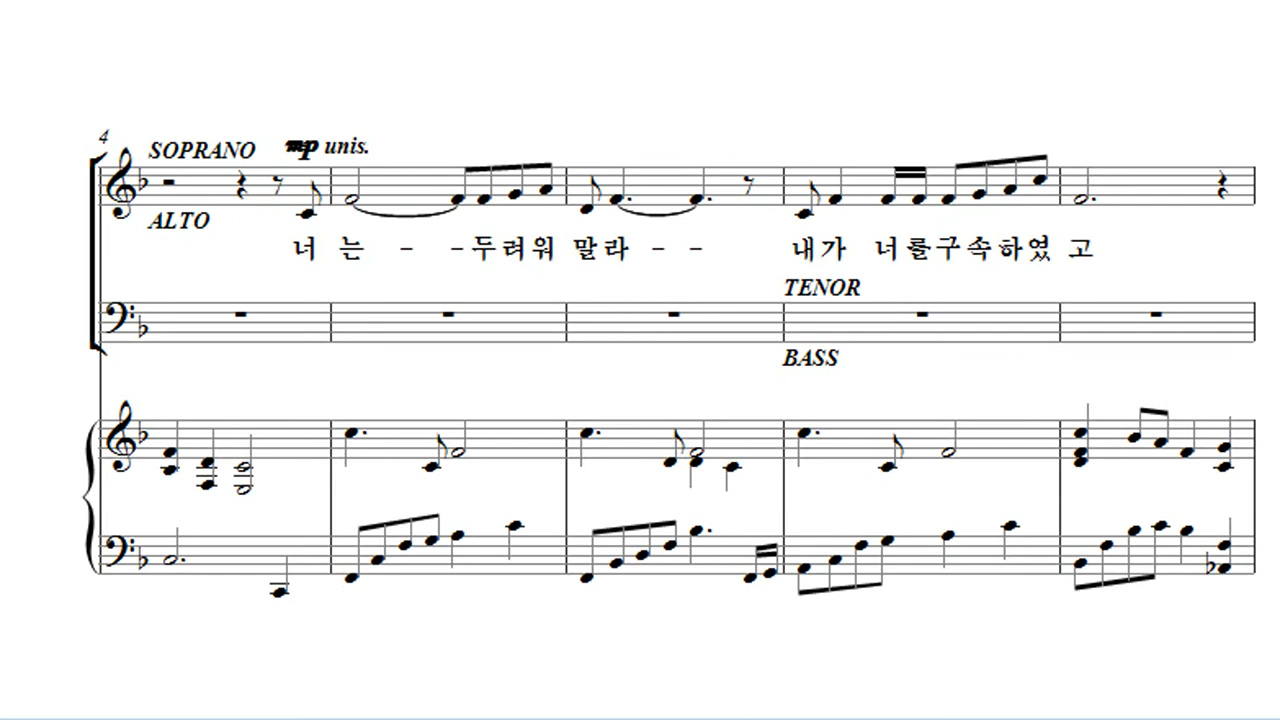 4
SOPRANO mp unis.
ALTO
너 는 - - 두 려 워 말 라 - - 내 가 너 를 구 속 하 였 고
TENOR
BASS